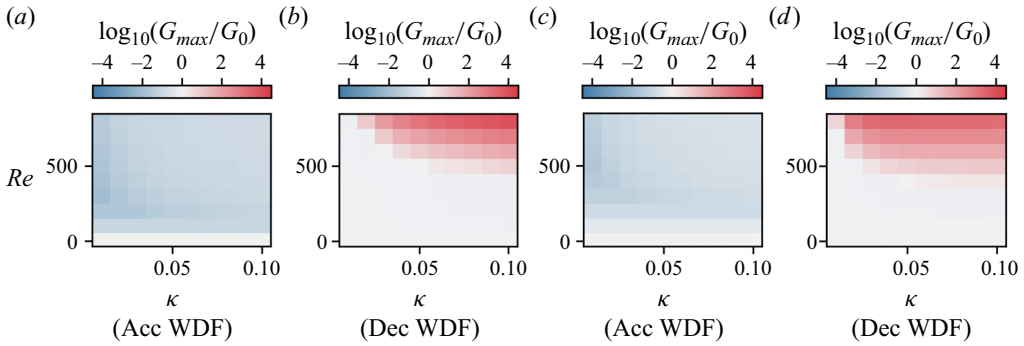 (a) (b) (c) (d)
log10(Gmax/G0) log10(Gmax/G0) log10(Gmax/G0) log10(Gmax/G0)
–4 –2 0 2 4 –4 –2 0 2 4 –4 –2 0 2 4 –4 –2 0 2 4
500 500 500 500
Re
0 0 0 0
0.05 0.10 0.05 0.10 0.05 0.10 0.05 0.10
κ κ κ κ
(Acc WDF) (Dec WDF) (Acc WDF) (Dec WDF)